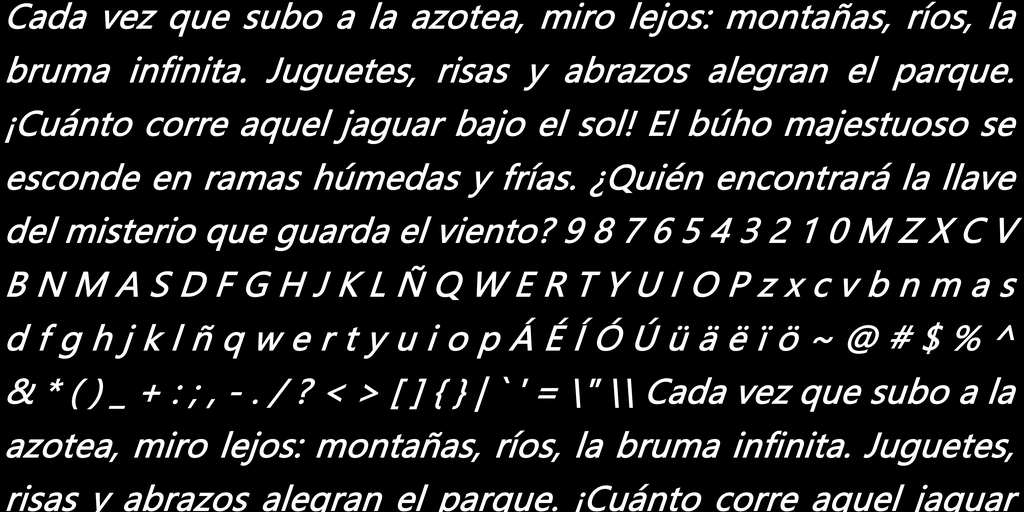 Cada vez que subo a la azotea, miro lejos: montañas, ríos, la
bruma infinita. Juguetes, risas y abrazos alegran el parque.
¡Cuánto corre aquel jaguar bajo el sol! El búho majestuoso se
esconde en ramas húmedas y frías. ¿Quién encontrará la llave
del misterio que guarda el viento? 9 8 7 6 5 4 3 2 1 0 M Z X C V
B N M A S D F G H J K L Ñ Q W E R T Y U I O P z x c v b n m a s
d f g h j k l ñ q w e r t y u i o p Á É Í Ó Ú ü ä ë ï ö ~ @ # $ % ^
& * ( ) _ + : ; , - . / ? < > [ ] { } | ` ' = \" \\ Cada vez que subo a la
azotea, miro lejos: montañas, ríos, la bruma infinita. Juguetes,
risas y abrazos alegran el parque. ¡Cuánto corre aquel jaguar